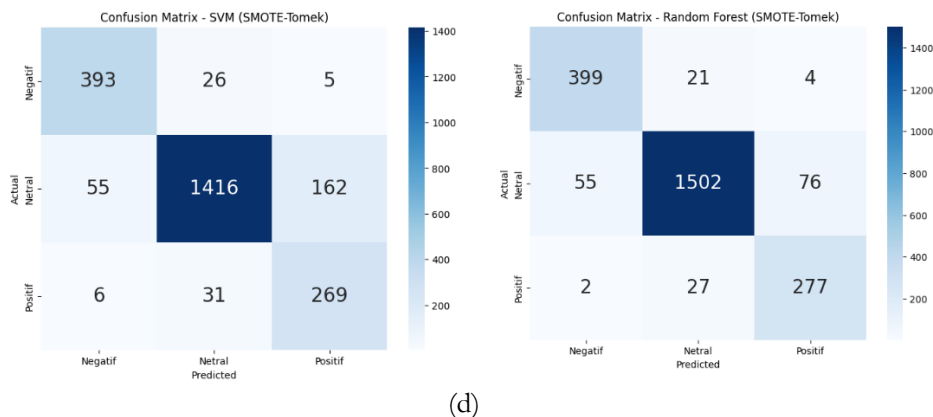 Confusion Matrix - SVM (SMOTE-Tomek)
Actual
Negatif
Netral
Positif
393 26 5
55 1416 162
6 31 269
Negatif Netral Positif
Predicted
1400
1200
1000
800
600
400
200
Confusion Matrix - Random Forest (SMOTE-Tomek)
Actual
Negatif
Netral
Positif
399 21 4
55 1502 76
2 27 277
Negatif Netral Positif
Predicted
1400
1200
1000
800
600
400
200
(d)